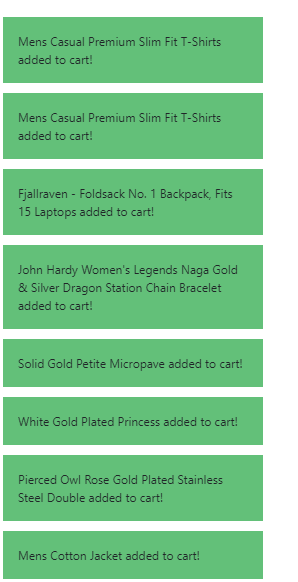 Mens Casual Premium Slim Fit T-Shirts
added to cart!
Mens Casual Premium Slim Fit T-Shirts
added to cart!
Fjallraven - Foldsack No. 1 Backpack, Fits
15 Laptops added to cart!
John Hardy Women's Legends Naga Gold
& Silver Dragon Station Chain Bracelet
added to cart!
Solid Gold Petite Micropave added to cart!
White Gold Plated Princess added to cart!
Pierced Owl Rose Gold Plated Stainless
Steel Double added to cart!
Mens Cotton Jacket added to cart!